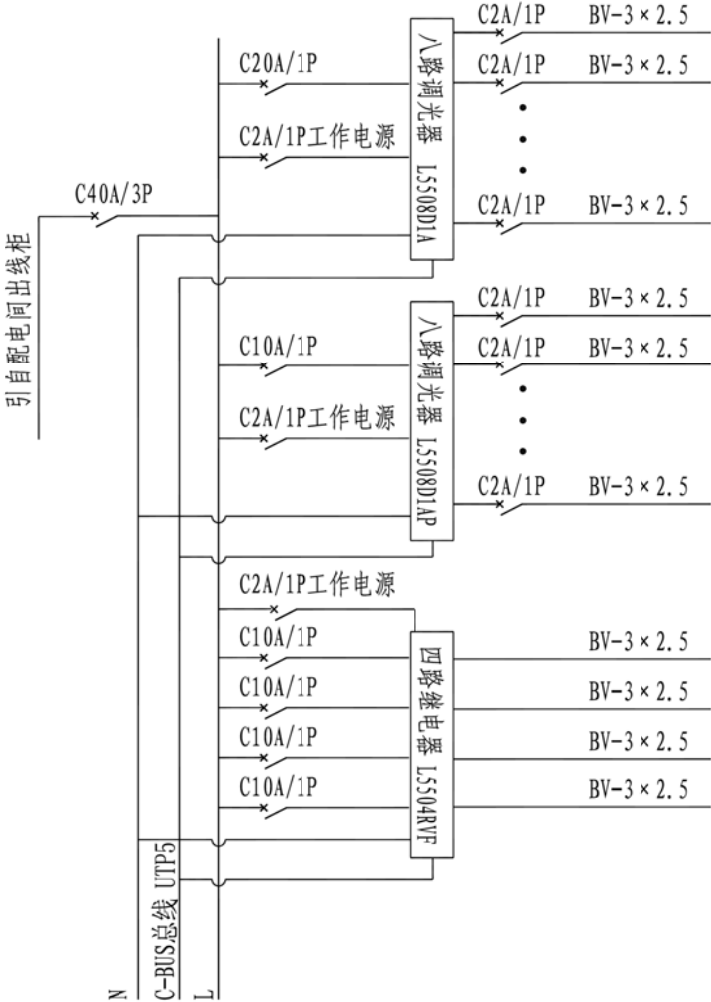 C2A/1P
BV-3×2.5
C20A/1P
C2A/1P
BV-3×2.5
C2A/1P工作电源
C40A/3P
C2A/1P
BV-3×2.5
八路调光器 L5508D1A
引自配电间出线柜
C2A/1P
BV-3×2.5
C10A/1P
C2A/1P
BV-3×2.5
C2A/1P工作电源
C2A/1P
BV-3×2.5
八路调光器 L5508D1AP
C2A/1P工作电源
C10A/1P
BV-3×2.5
C10A/1P
BV-3×2.5
C10A/1P
BV-3×2.5
C10A/1P
BV-3×2.5
四路继电器 L5504RVF
N
C-BUS总线 UTP5
L